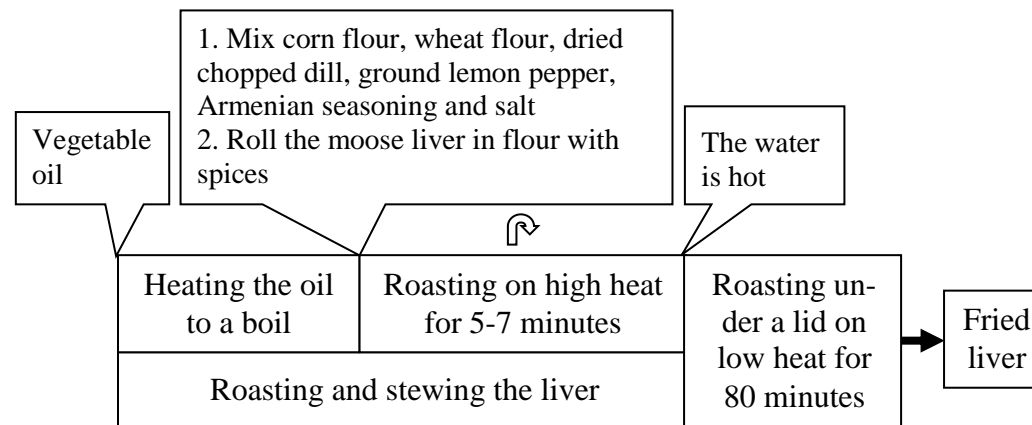 1. Mix corn flour, wheat flour, dried
chopped dill, ground lemon pepper,
Armenian seasoning and salt
2. Roll the moose liver in flour with
spices
Vegetable
oil
The water
is hot
Heating the oil
to a boil
Roasting on high heat
for 5-7 minutes
Roasting un-
der a lid on
low heat for
80 minutes
Fried
liver
Roasting and stewing the liver